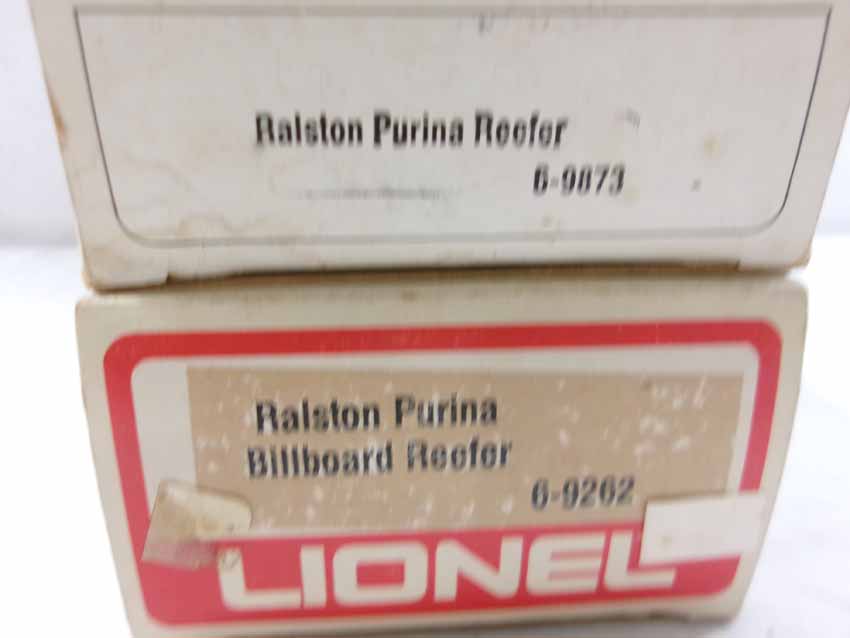 Ralston Purina Reefer
6-9873
Ralston Purina
Billboard Reefer
6-9262
LIONEL